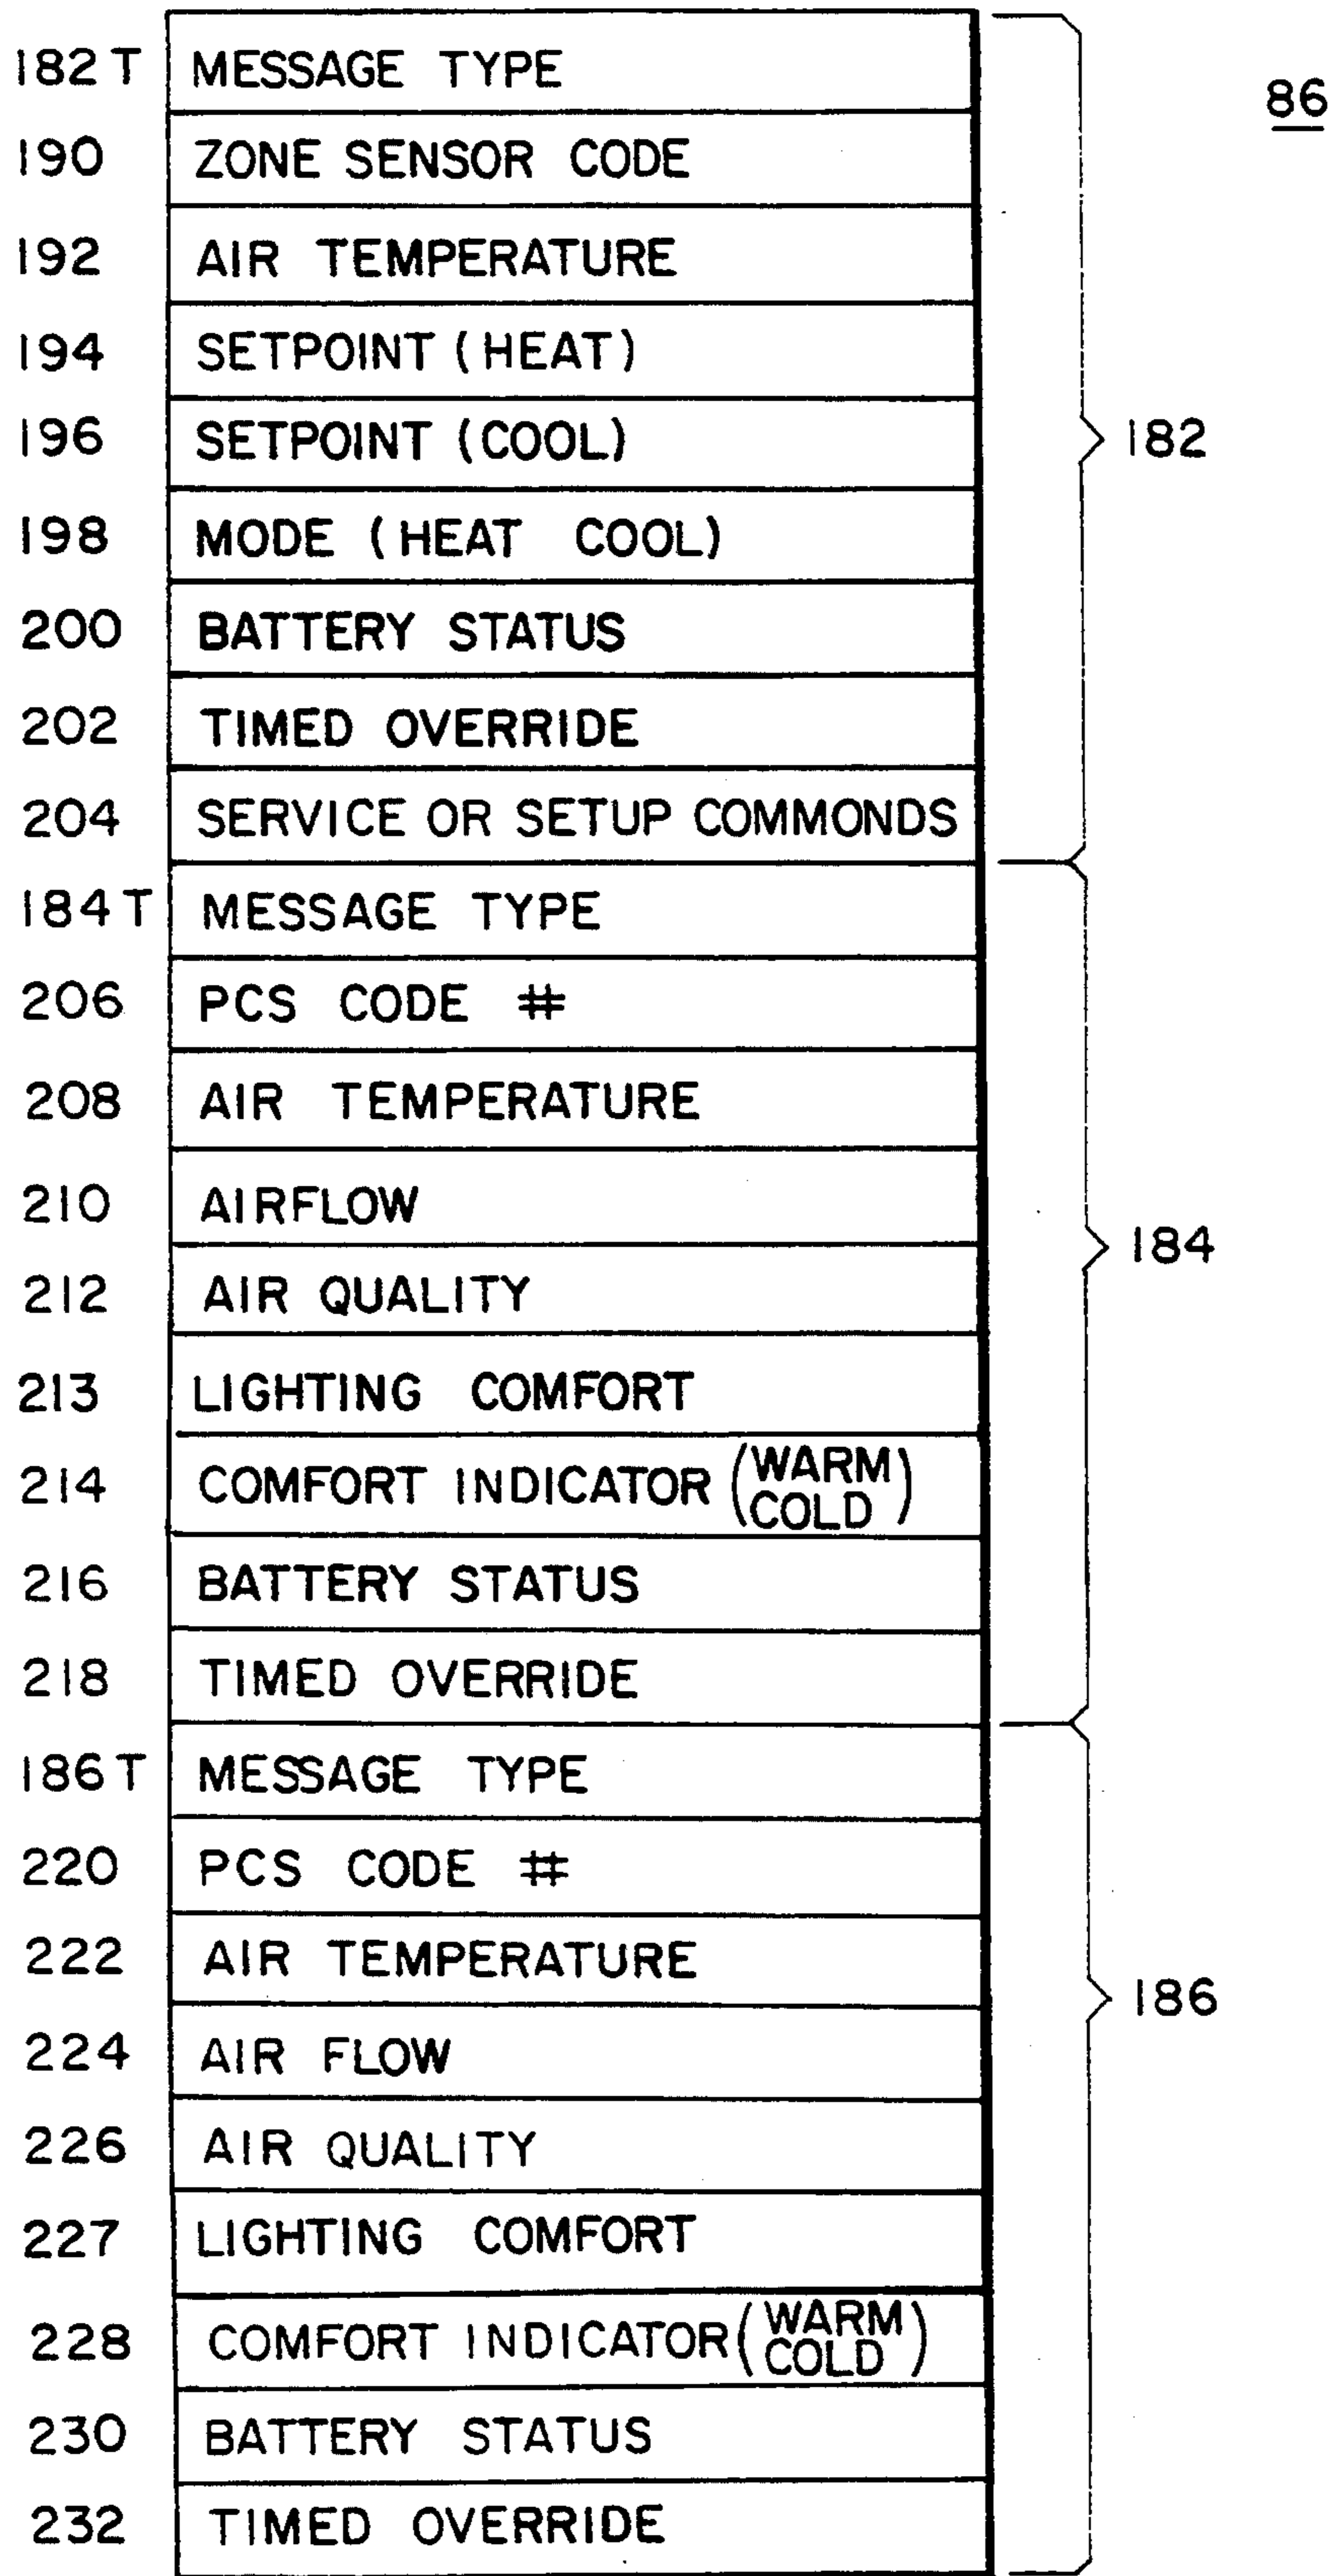 86
182T MESSAGE TYPE
190 ZONE SENSOR CODE
192 AIR TEMPERATURE
194 SETPOINT (HEAT)
196 SETPOINT (COOL)
182
198 MODE (HEAT COOL)
200 BATTERY STATUS
202 TIMED OVERRIDE
204 SERVICE OR SETUP COMMONDS
184T MESSAGE TYPE
206 PCS CODE #
208 AIR TEMPERATURE
210 AIRFLOW
184
212 AIR QUALITY
213 LIGHTING COMFORT
214 COMFORT INDICATOR (WARM
COLD)
216 BATTERY STATUS
218 TIMED OVERRIDE
186T MESSAGE TYPE
220 PCS CODE #
222 AIR TEMPERATURE
186
224 AIR FLOW
226 AIR QUALITY
227 LIGHTING COMFORT
228 COMFORT INDICATOR (WARM
COLD)
230 BATTERY STATUS
232 TIMED OVERRIDE